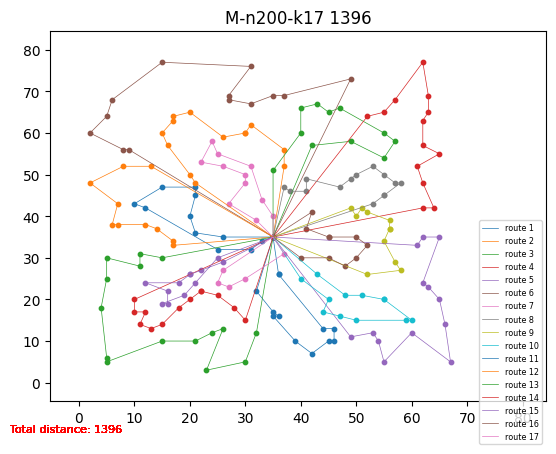 M-n200-k17 1396
80
70
60
50
40
30
20
10
0
0 10 20 30 40 50 60 70 80
route 1
route 2
route 3
route 4
route 5
route 6
route 7
route 8
route 9
route 10
route 11
route 12
route 13
route 14
route 15
route 16
route 17
Total distance: 1396